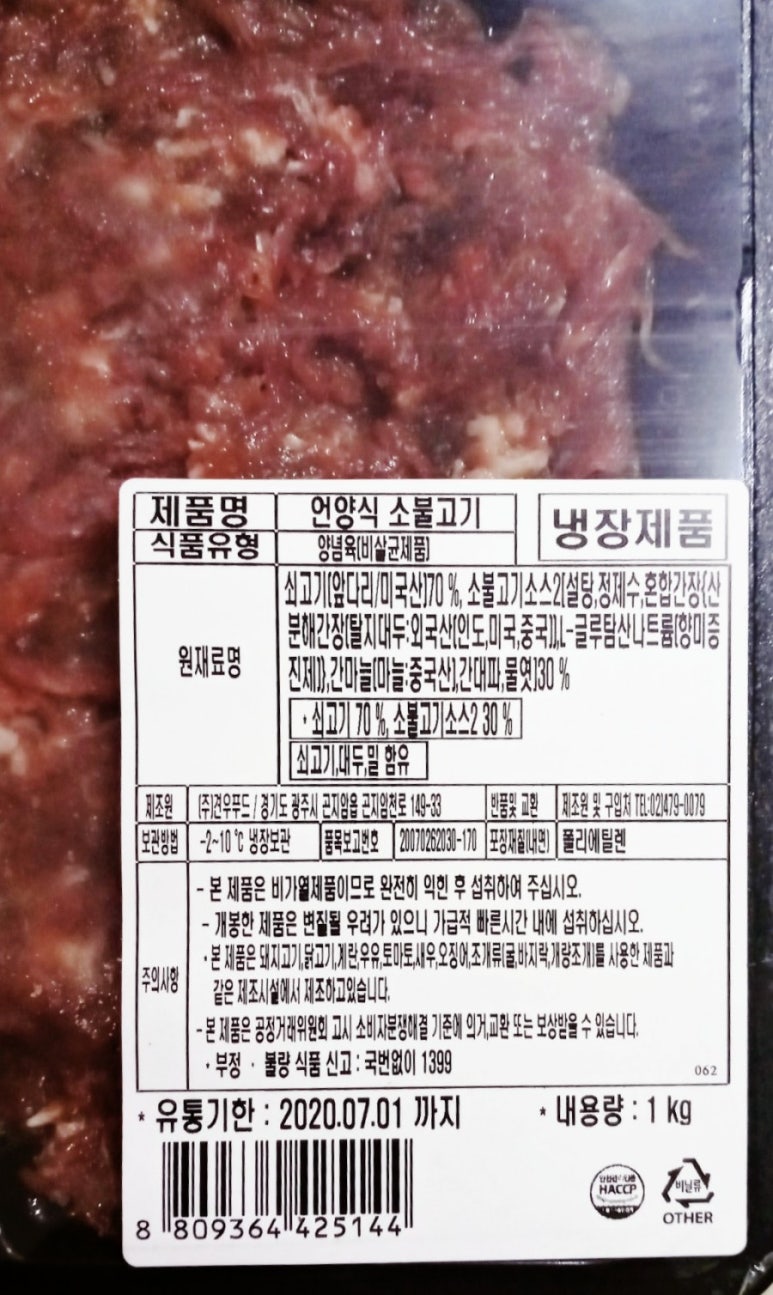 제품명 언양식 소불고기
냉장제품
식품유형 양념육(비살균제품)
원재료명
쇠고기[앞다리/미국산]70 %, 소불고기소스2[설탕,정제수,혼합간장{산
분해간장(탈지대두:외국산(인도,미국,중국)),L-글루탐산나트륨(향미증
진제)},간마늘[마늘:중국산],간대파,물엿]30 %
· 쇠고기 70 %, 소불고기소스2 30 %
쇠고기,대두,밀 함유
제조원 (주)견우푸드 / 경기도 광주시 곤지암읍 곤지암천로 149-33 반품및 교환 제조원 및 구입처 TEL:02)479-0079
보관방법 -2~10 ℃ 냉장보관 품목보고번호 20070262030-170 포장재질(내면) 폴리에틸렌
주의사항
- 본 제품은 비가열제품이므로 완전히 익힌 후 섭취하여 주십시오.
- 개봉한 제품은 변질될 우려가 있으니 가급적 빠른시간 내에 섭취하십시오.
· 본 제품은 돼지고기,닭고기,계란,우유,토마토,새우,오징어,조개류(굴,바지락,개량조개)를 사용한 제품과
같은 제조시설에서 제조하고있습니다.
- 본 제품은 공정거래위원회 고시 소비자분쟁해결 기준에 의거,교환 또는 보상받을 수 있습니다.
· 부정 · 불량 식품 신고 : 국번없이 1399
062
* 유통기한 : 2020.07.01 까지
* 내용량 : 1 kg
8 809364 425144
HACCP
비닐류
OTHER